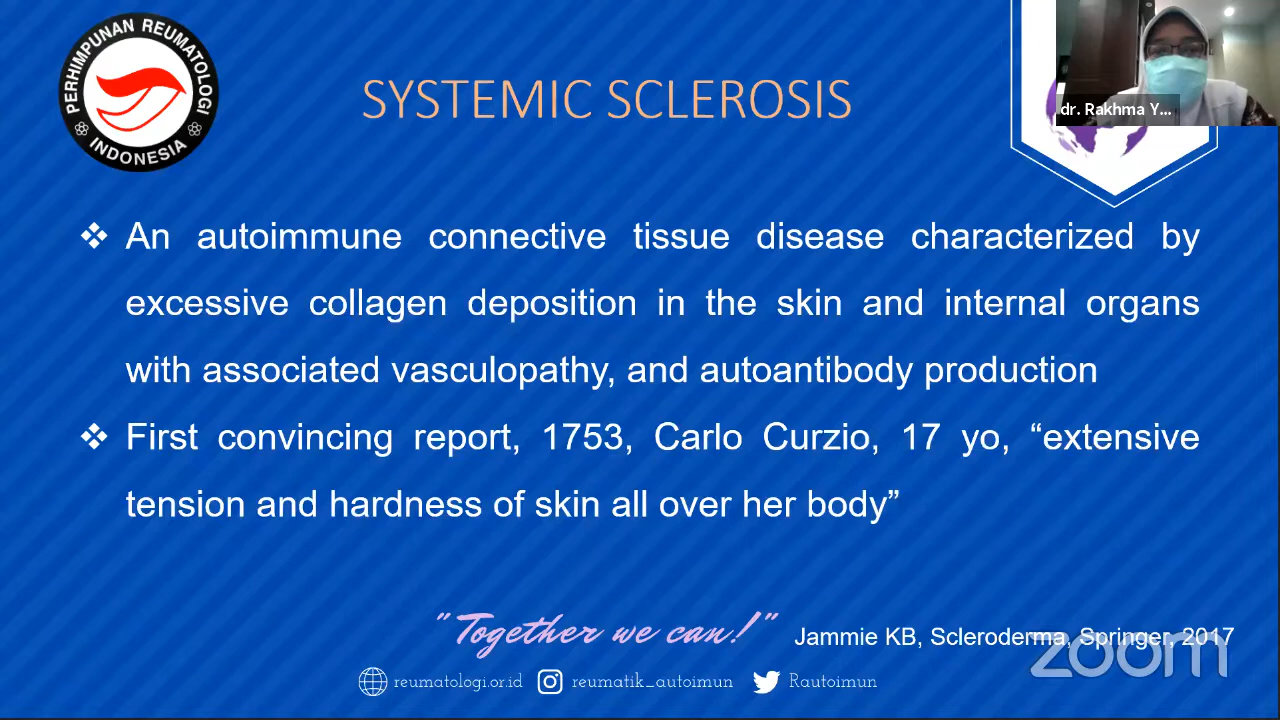 PERHIMPUNAN REUMATOLOGI
INDONESIA
SYSTEMIC SCLEROSIS
dr. Rakhma Y...
❖ An autoimmune connective tissue disease characterized by
excessive collagen deposition in the skin and internal organs
with associated vasculopathy, and autoantibody production
❖ First convincing report, 1753, Carlo Curzio, 17 yo, “extensive
tension and hardness of skin all over her body”
"Together we can!"
Jammie KB, Scleroderma, Springer, 2017
zoom
reumatologi.or.id reumatik_autoimun Rautoimun